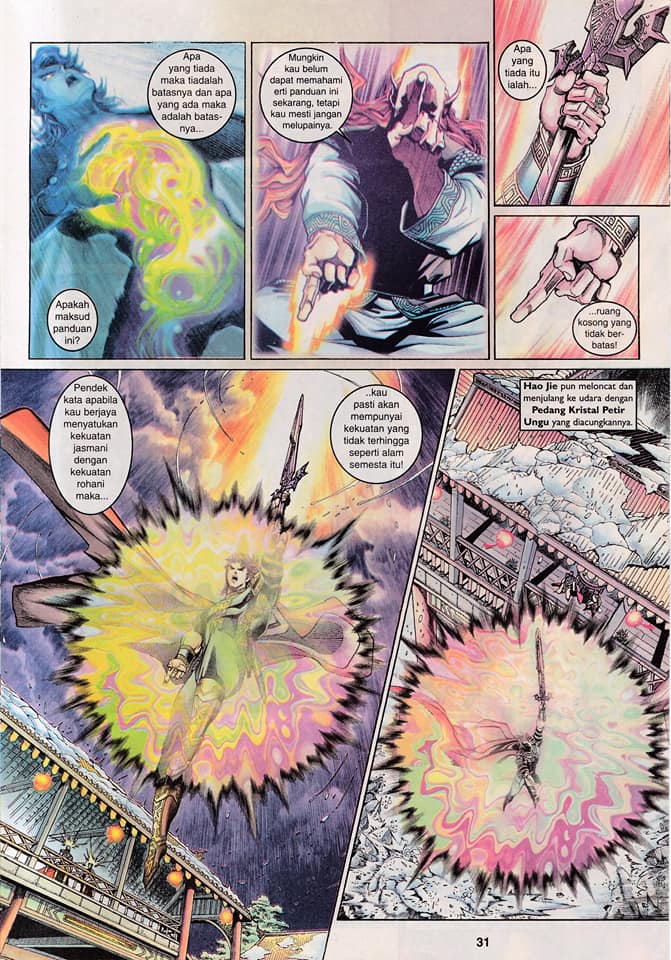 Apa
yang tiada
maka tiadalah
batasnya dan apa
yang ada maka
adalah batas-
nya...
Apakah
maksud
panduan
ini?
Mungkin
kau belum
dapat memahami
erti panduan ini
sekarang, tetapi
kau mesti jangan
melupainya.
Apa
yang
tiada itu
ialah...
...ruang
kosong yang
tidak ber-
batas!
Pendek
kata apabila
kau berjaya
menyatukan
kekuatan
jasmani
dengan
kekuatan
rohani
maka...
..kau
pasti akan
mempunyai
kekuatan yang
tidak terhingga
seperti alam
semesta itu!
Hao Jie pun meloncat dan
menjulang ke udara dengan
Pedang Kristal Petir
Ungu yang diacungkannya.
31